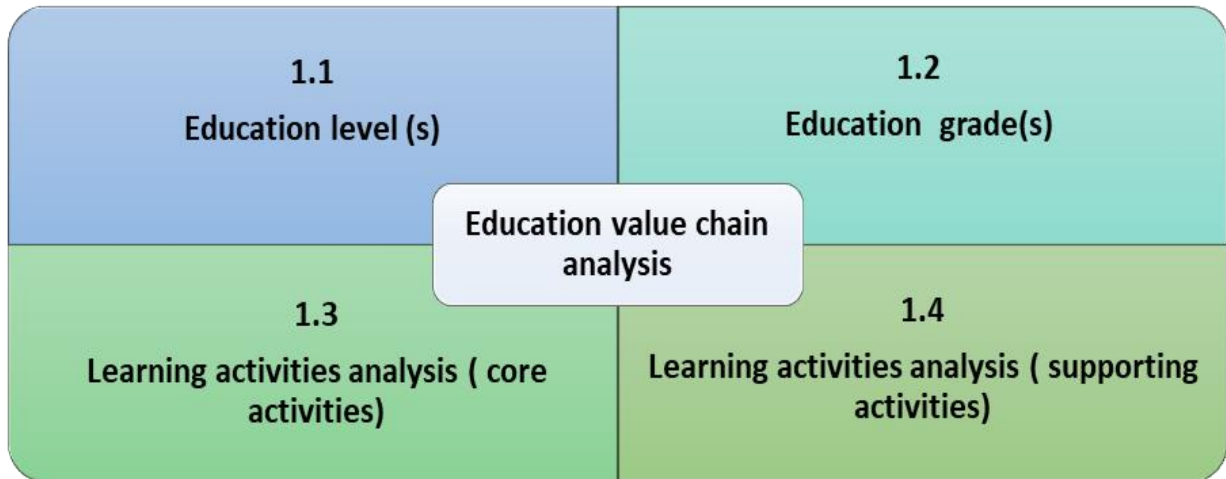 1.1
Education level (s)
1.2
Education grade(s)
Education value chain
analysis
1.3
Learning activities analysis ( core
activities)
1.4
Learning activities analysis ( supporting
activities)